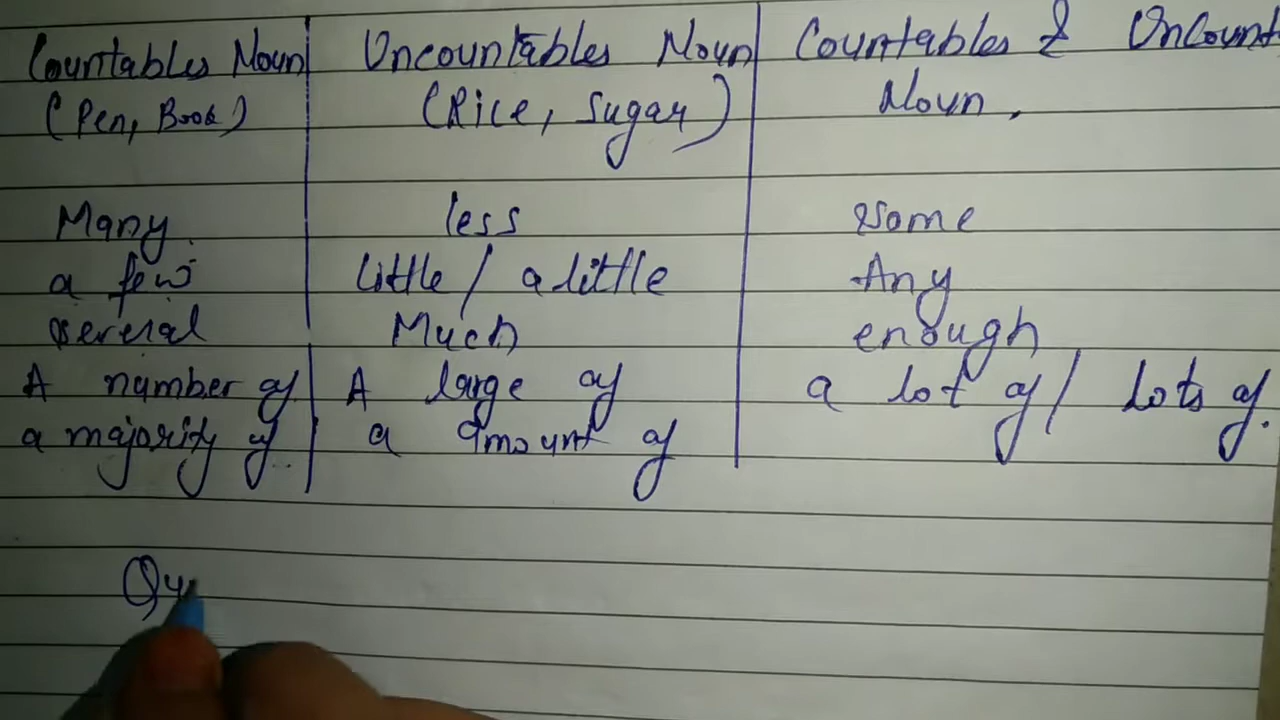 Countables Noun
(Pen, Book)
Many
a few
several
A number of
a majority of
Uncountables Noun
(Rice, Sugar)
less
little / a little
Much
A large of
a amount of
Countables & Uncount
Noun,
Some
Any
enough
a lot of / lots of.
Qu